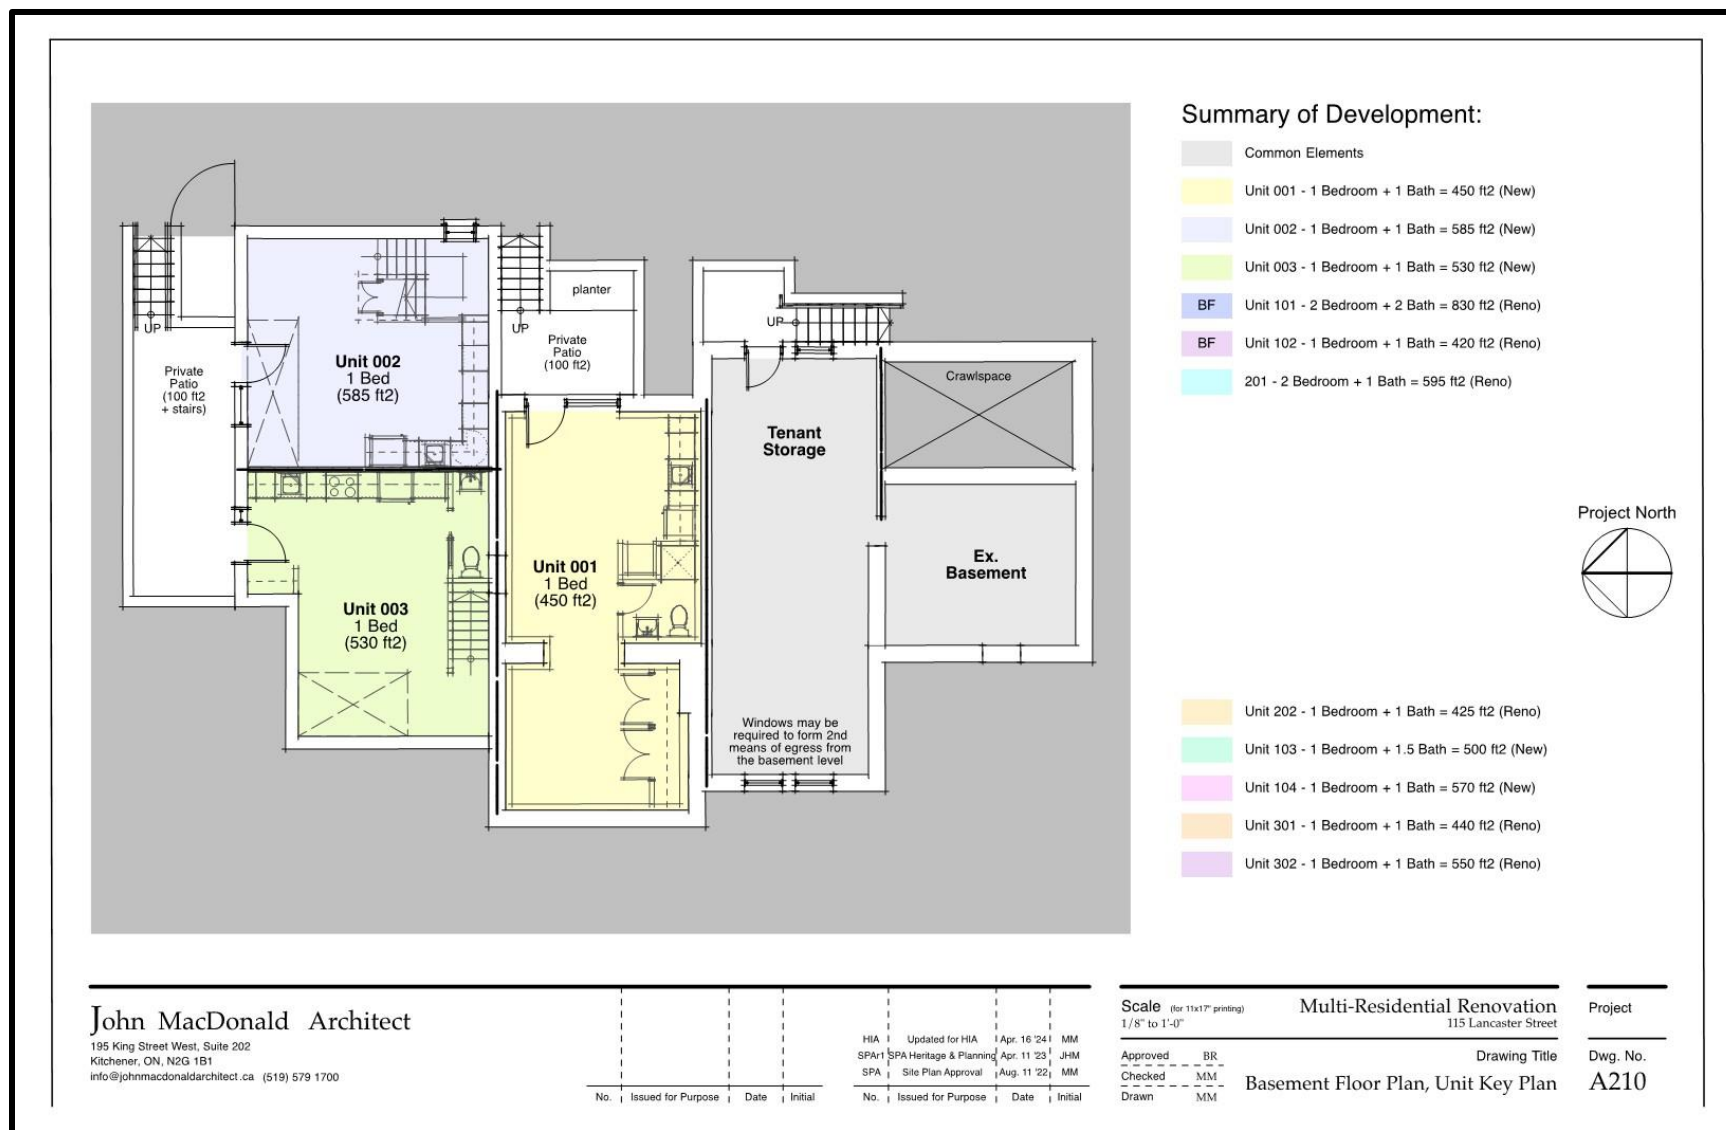 Summary of Development:
Common Elements
Unit 001 - 1 Bedroom + 1 Bath = 450 ft2 (New)
Unit 002 - 1 Bedroom + 1 Bath = 585 ft2 (New)
Unit 003 - 1 Bedroom + 1 Bath = 530 ft2 (New)
BF Unit 101 - 2 Bedroom + 2 Bath = 830 ft2 (Reno)
BF Unit 102 - 1 Bedroom + 1 Bath = 420 ft2 (Reno)
201 - 2 Bedroom + 1 Bath = 595 ft2 (Reno)
UP
Private
Patio
(100 ft2
+ stairs)
Unit 002
1 Bed
(585 ft2)
UP
planter
Private
Patio
(100 ft2)
UP
Crawlspace
Tenant
Storage
Ex.
Basement
Unit 001
1 Bed
(450 ft2)
Unit 003
1 Bed
(530 ft2)
Windows may be
required to form 2nd
means of egress from
the basement level
Project North
Unit 202 - 1 Bedroom + 1 Bath = 425 ft2 (Reno)
Unit 103 - 1 Bedroom + 1.5 Bath = 500 ft2 (New)
Unit 104 - 1 Bedroom + 1 Bath = 570 ft2 (New)
Unit 301 - 1 Bedroom + 1 Bath = 440 ft2 (Reno)
Unit 302 - 1 Bedroom + 1 Bath = 550 ft2 (Reno)
John MacDonald Architect
195 King Street West, Suite 202
Kitchener, ON, N2G 1B1
info@johnmacdonaldarchitect.ca (519) 579 1700
No. Issued for Purpose Date Initial
HIA Updated for HIA Apr. 16 '24 MM
SPAr1 SPA Heritage & Planning Apr. 11 '23 JHM
SPA Site Plan Approval Aug. 11 '22 MM
No. Issued for Purpose Date Initial
Scale (for 11x17" printing)
1/8" to 1'-0"
Multi-Residential Renovation
115 Lancaster Street
Approved BR
Checked MM
Drawn MM
Drawing Title
Basement Floor Plan, Unit Key Plan
Project
Dwg. No.
A210